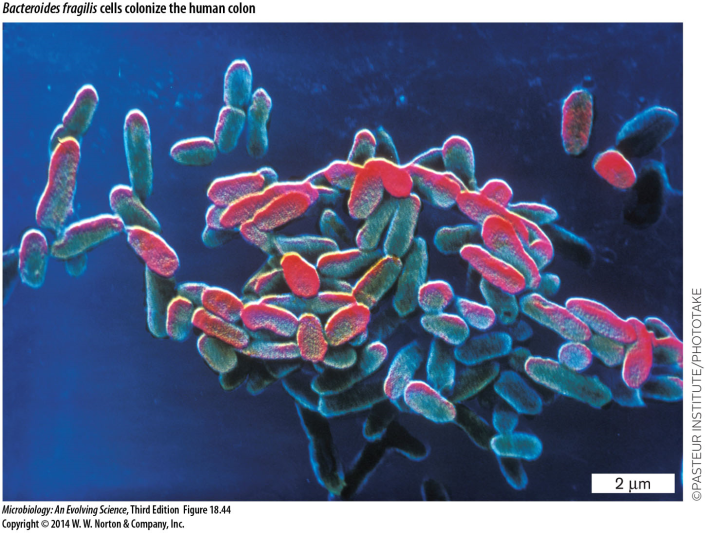 Bacteroides fragilis cells colonize the human colon
©PASTEUR INSTITUTE/PHOTOTAKE
2 μm
Microbiology: An Evolving Science, Third Edition Figure 18.44
Copyright © 2014 W. W. Norton & Company, Inc.